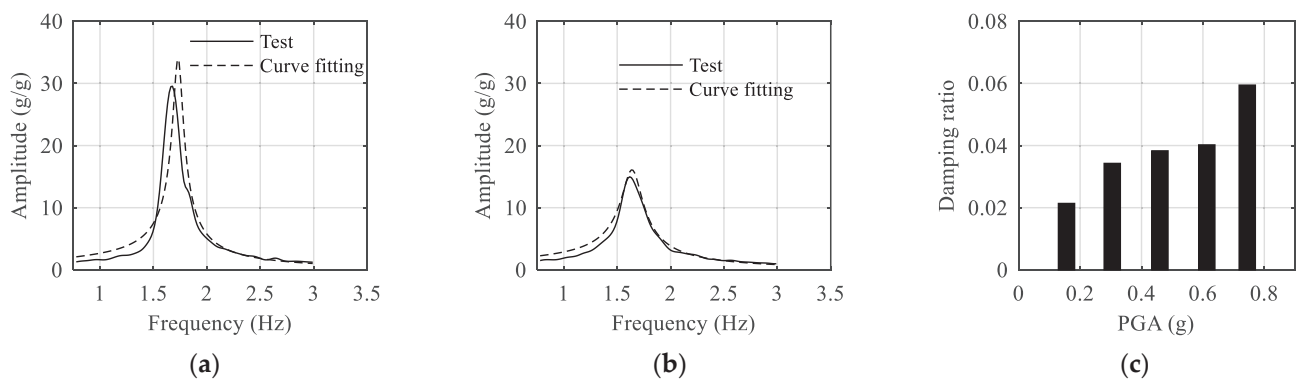 40
30
20
10
0
Amplitude (g/g)
Test
Curve fitting
1 1.5 2 2.5 3 3.5
Frequency (Hz)
(a)
40
30
20
10
0
Amplitude (g/g)
Test
Curve fitting
1 1.5 2 2.5 3 3.5
Frequency (Hz)
(b)
0.08
0.06
0.04
0.02
0
Damping ratio
0 0.2 0.4 0.6 0.8
PGA (g)
(c)